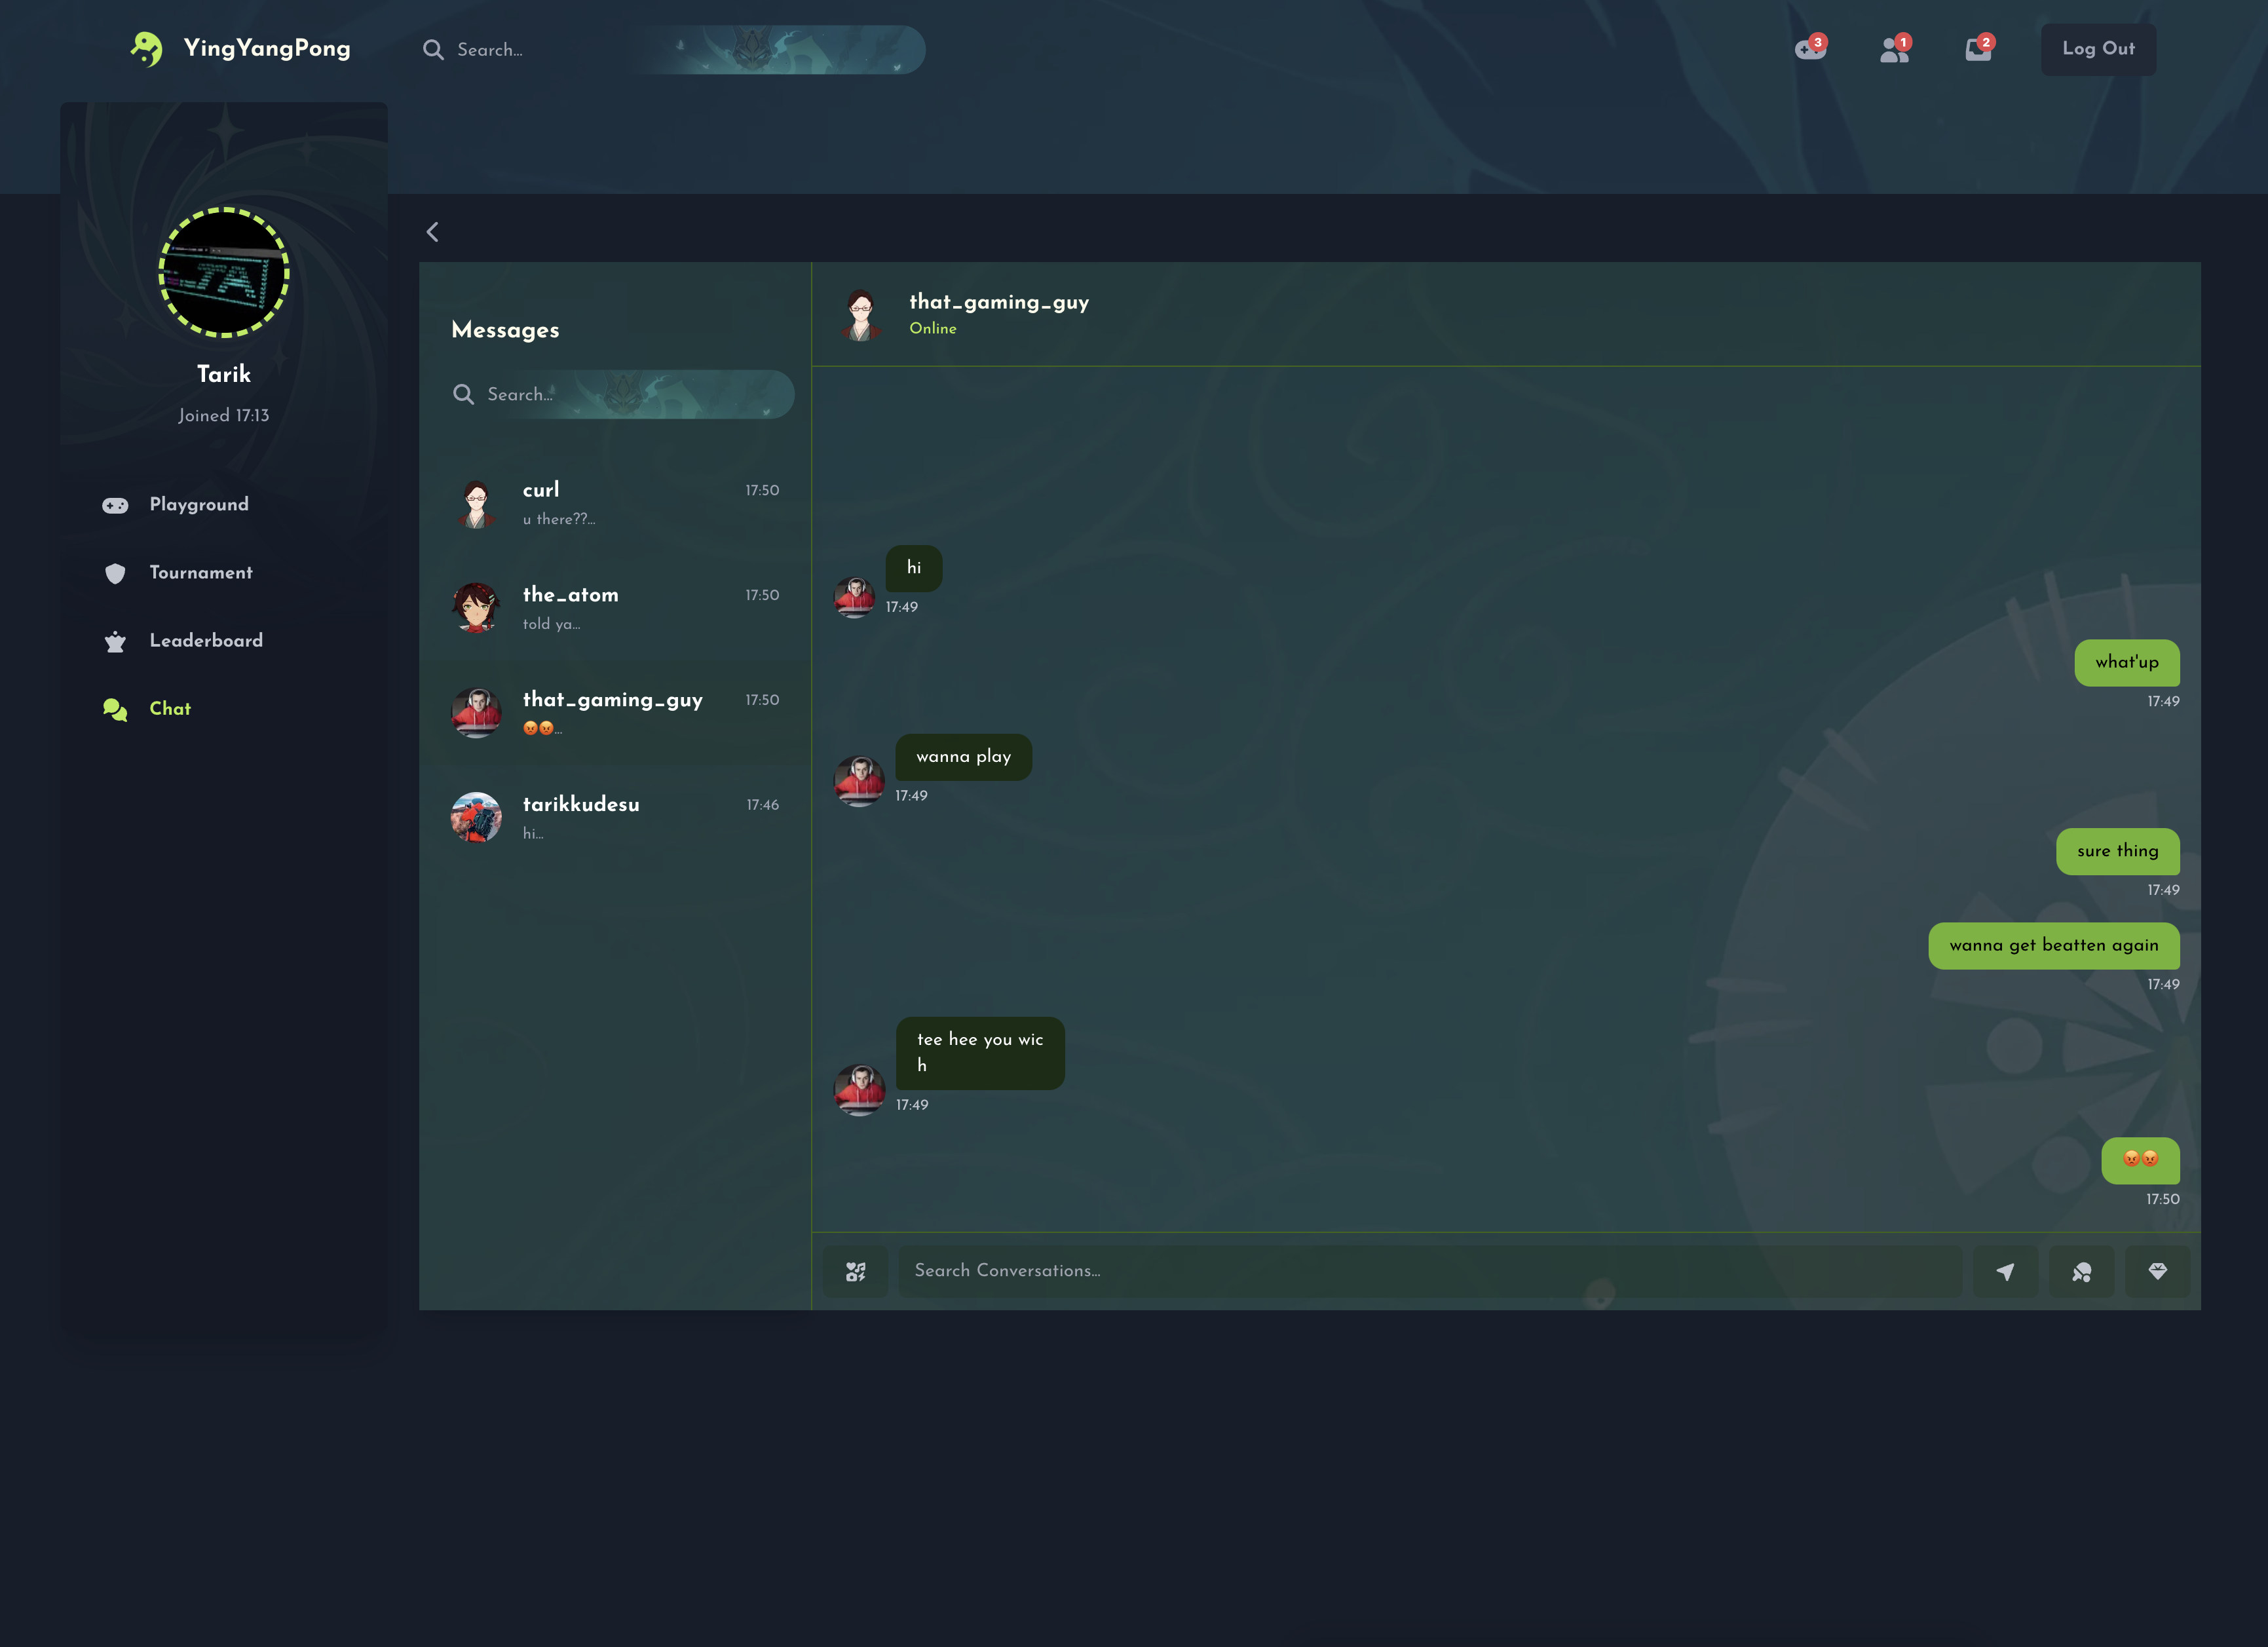 YingYangPong
Search...
3
1
2
Log Out
Tarik
Joined 17:13
Playground
Tournament
Leaderboard
Chat
Messages
Search...
curl
17:50
u there??...
the_atom
17:50
told ya...
that_gaming_guy
17:50
😡😡...
tarikkudesu
17:46
hi...
that_gaming_guy
Online
hi
17:49
what'up
17:49
wanna play
17:49
sure thing
17:49
wanna get beatten again
17:49
tee hee you wic
h
17:49
😡😡
17:50
Search Conversations...